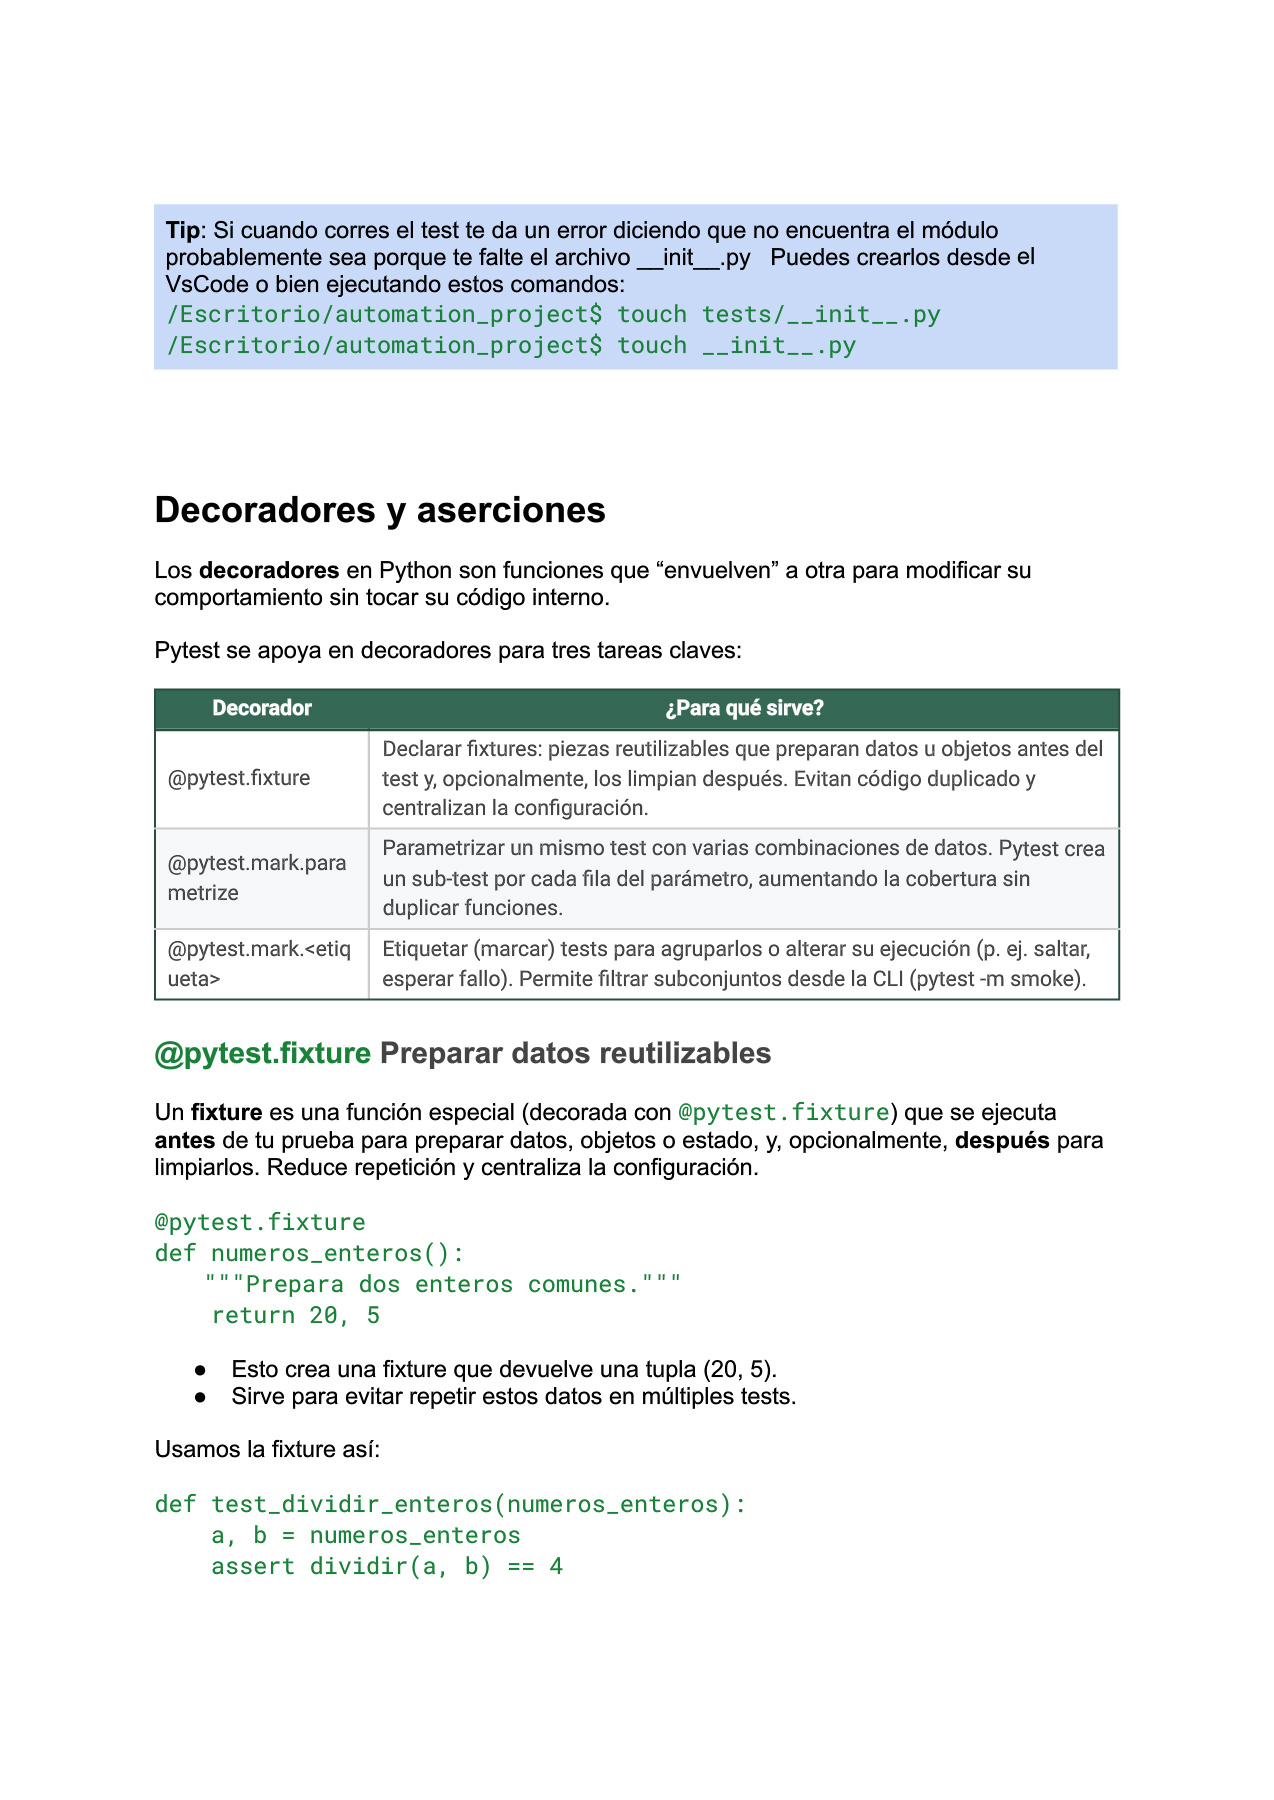 Tip: Si cuando corres el test te da un error diciendo que no encuentra el módulo
probablemente sea porque te falte el archivo __init__.py   Puedes crearlos desde el
VsCode o bien ejecutando estos comandos:
/Escritorio/automation_project$ touch tests/__init__.py
/Escritorio/automation_project$ touch __init__.py
Decoradores y aserciones
Los decoradores en Python son funciones que “envuelven” a otra para modificar su
comportamiento sin tocar su código interno.
Pytest se apoya en decoradores para tres tareas claves:
Decorador
¿Para qué sirve?
@pytest.fixture
Declarar fixtures: piezas reutilizables que preparan datos u objetos antes del
test y, opcionalmente, los limpian después. Evitan código duplicado y
centralizan la configuración.
@pytest.mark.para
metrize
Parametrizar un mismo test con varias combinaciones de datos. Pytest crea
un sub-test por cada fila del parámetro, aumentando la cobertura sin
duplicar funciones.
@pytest.mark.<etiq
ueta>
Etiquetar (marcar) tests para agruparlos o alterar su ejecución (p. ej. saltar,
esperar fallo). Permite filtrar subconjuntos desde la CLI (pytest -m smoke).
@pytest.fixture Preparar datos reutilizables
Un fixture es una función especial (decorada con @pytest.fixture) que se ejecuta
antes de tu prueba para preparar datos, objetos o estado, y, opcionalmente, después para
limpiarlos. Reduce repetición y centraliza la configuración.
@pytest.fixture
def numeros_enteros():
    """Prepara dos enteros comunes."""
    return 20, 5
● Esto crea una fixture que devuelve una tupla (20, 5).
● Sirve para evitar repetir estos datos en múltiples tests.
Usamos la fixture así:
def test_dividir_enteros(numeros_enteros):
    a, b = numeros_enteros
    assert dividir(a, b) == 4